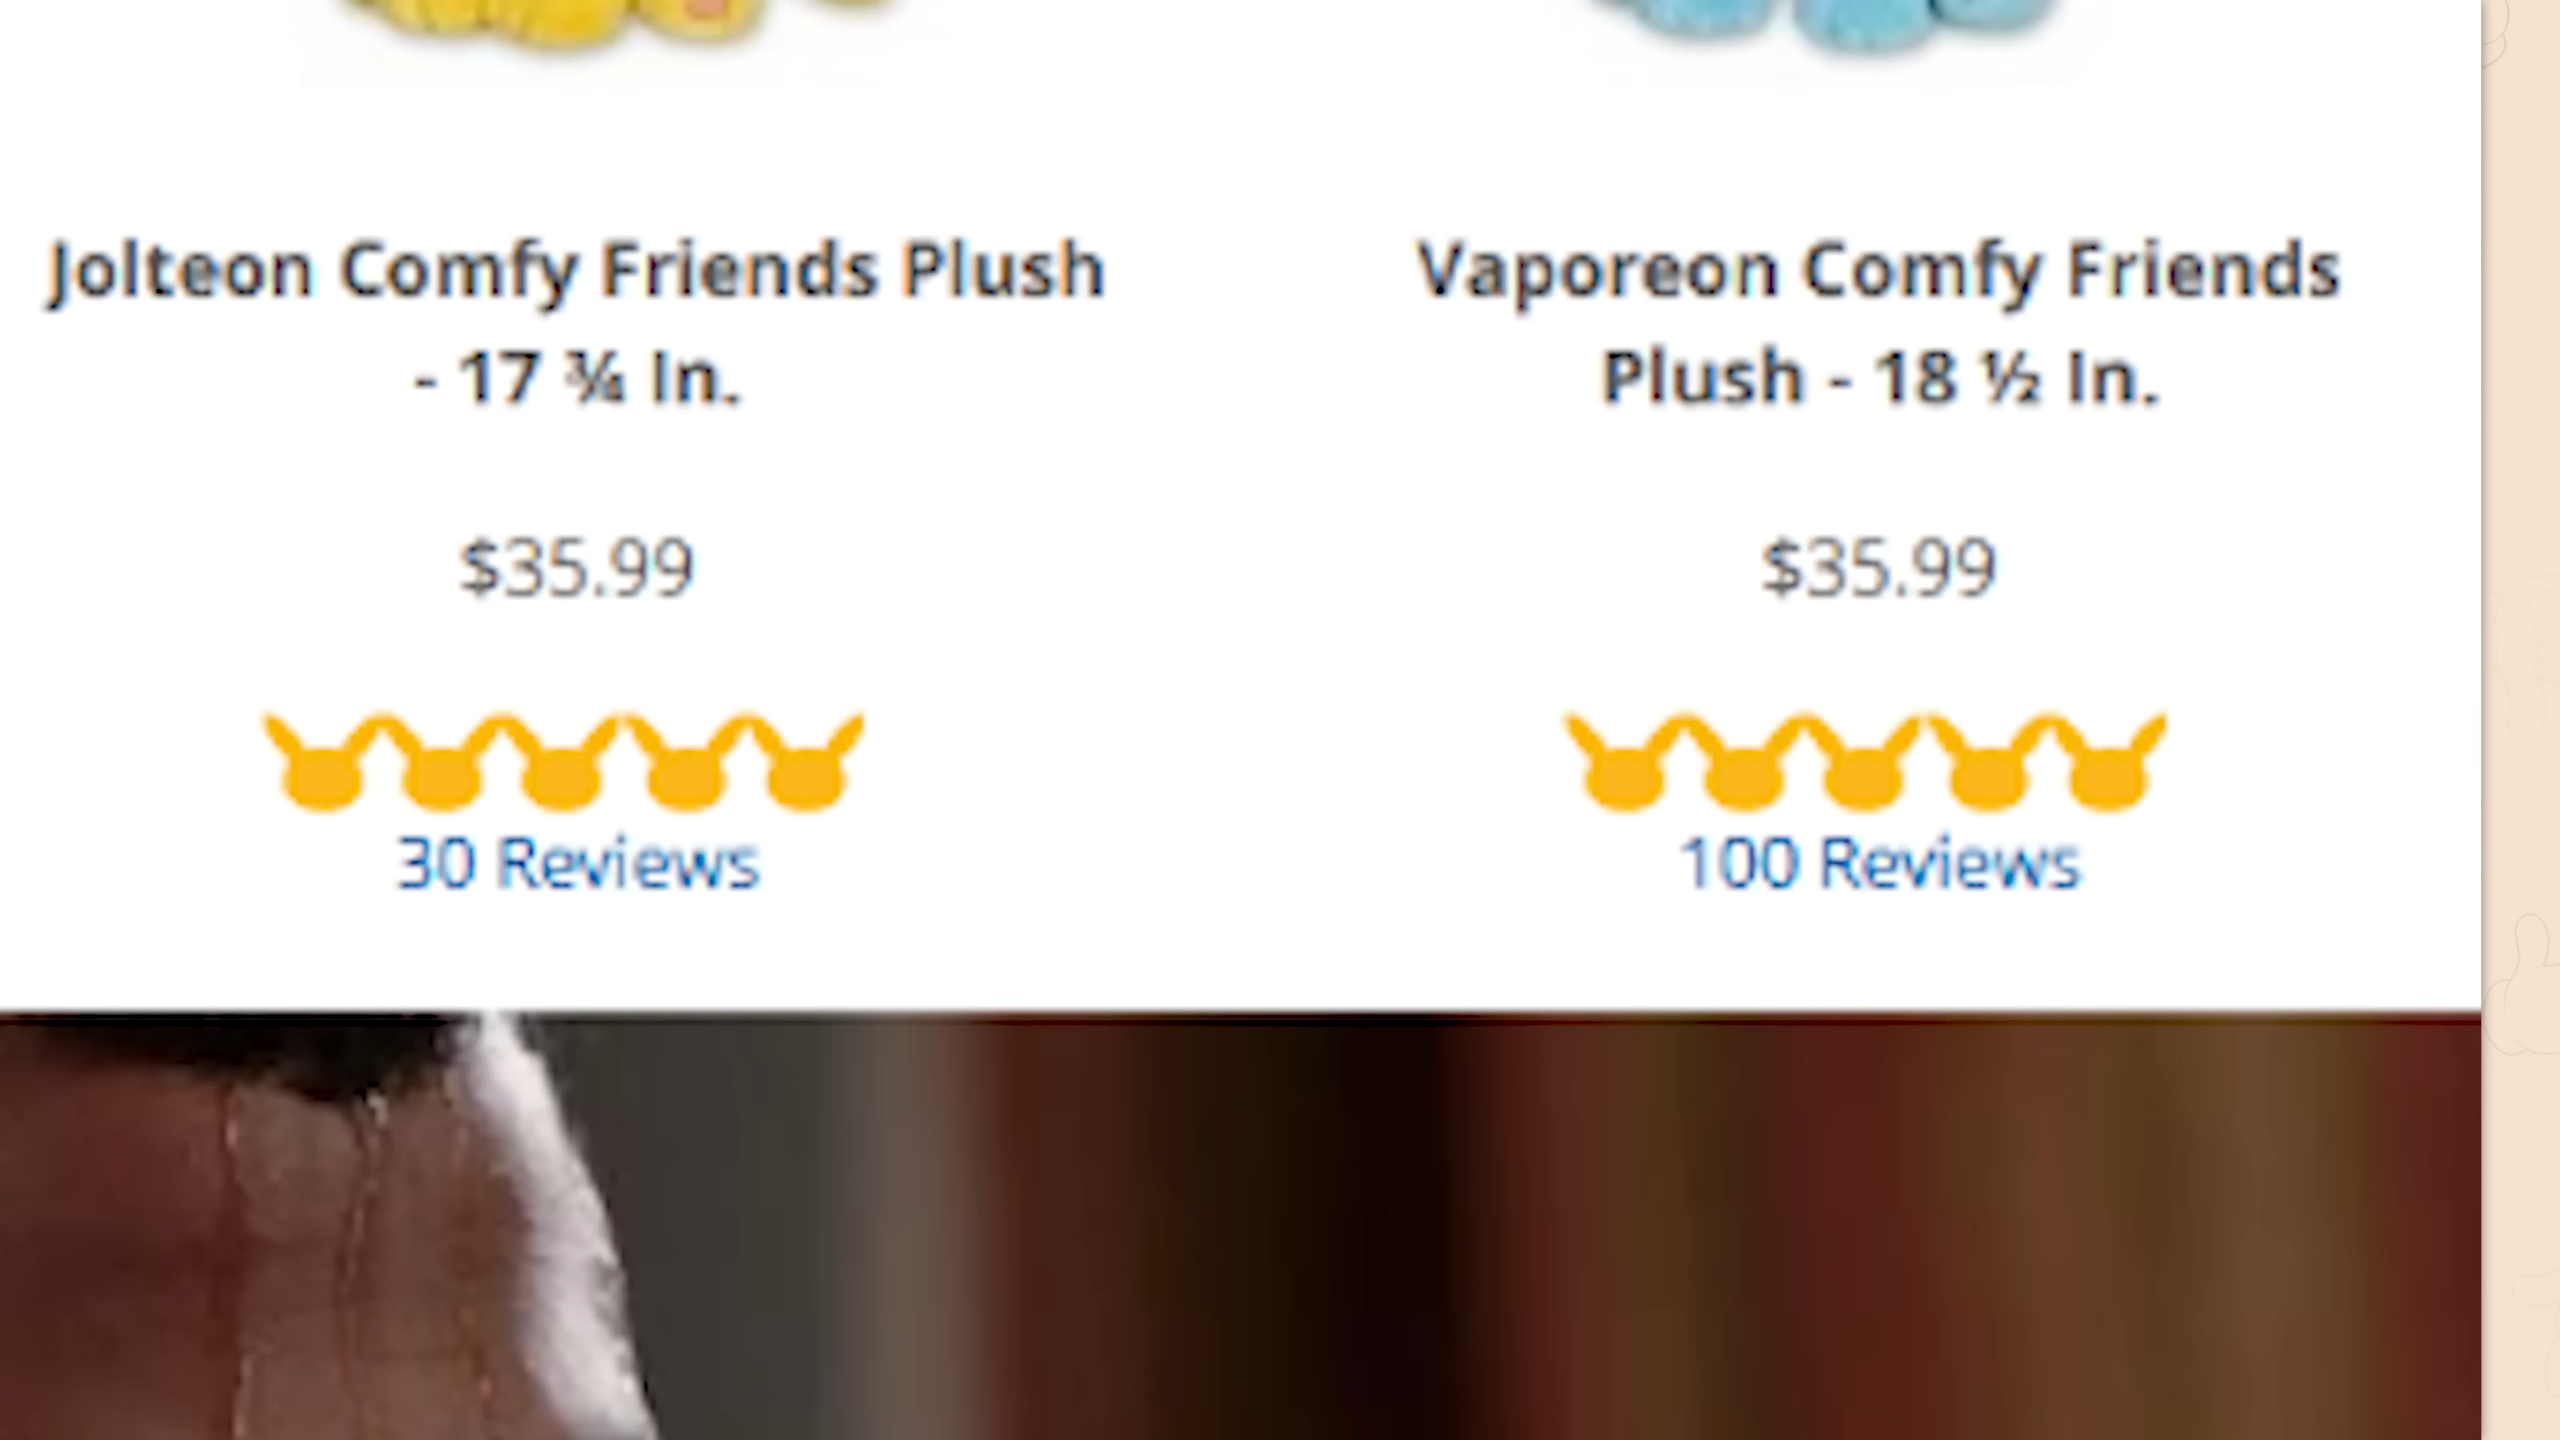 Jolteon Comfy Friends Plush
- 17 ¾ In.
$35.99
30 Reviews
Vaporeon Comfy Friends
Plush - 18 ½ In.
$35.99
100 Reviews